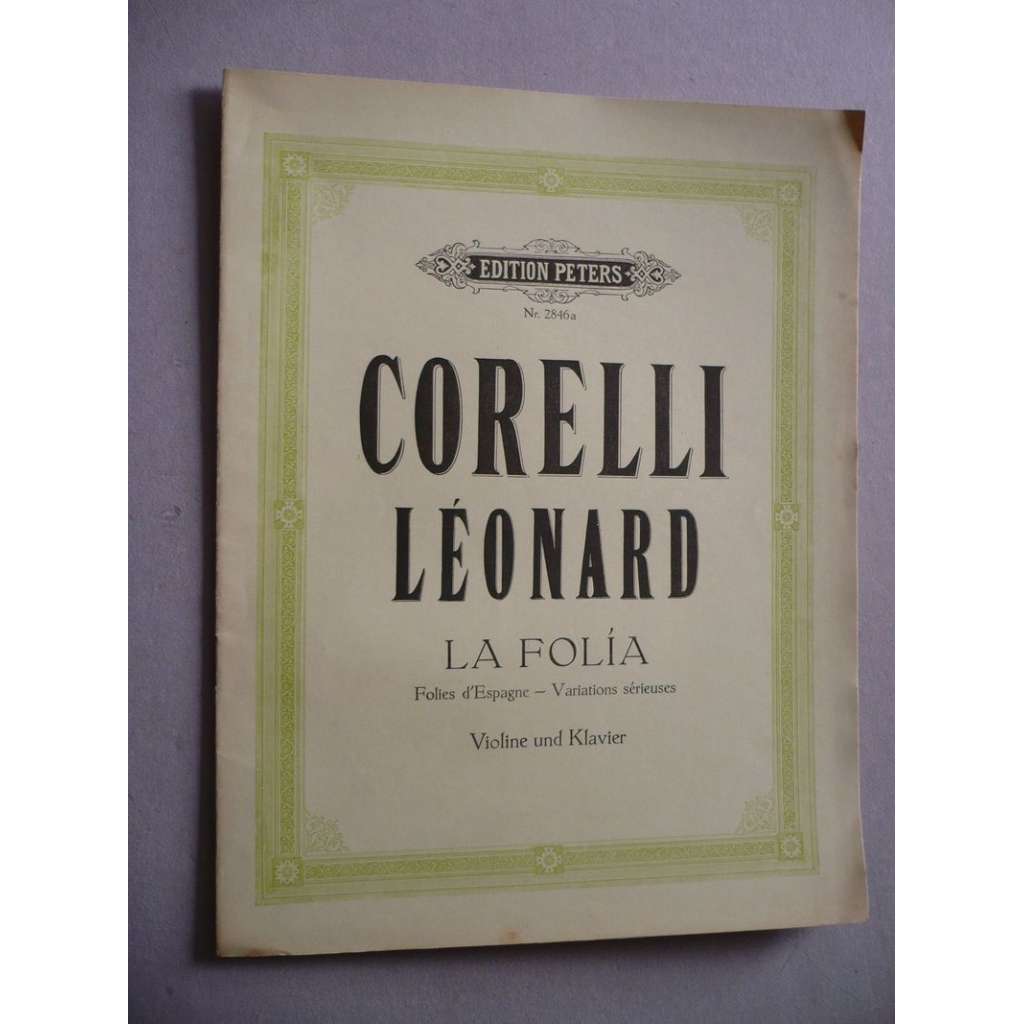 EDITION PETERS
Nr. 2846a
CORELLI
LÉONARD
LA FOLÍA
Folies d'Espagne — Variations sérieuses
Violine und Klavier